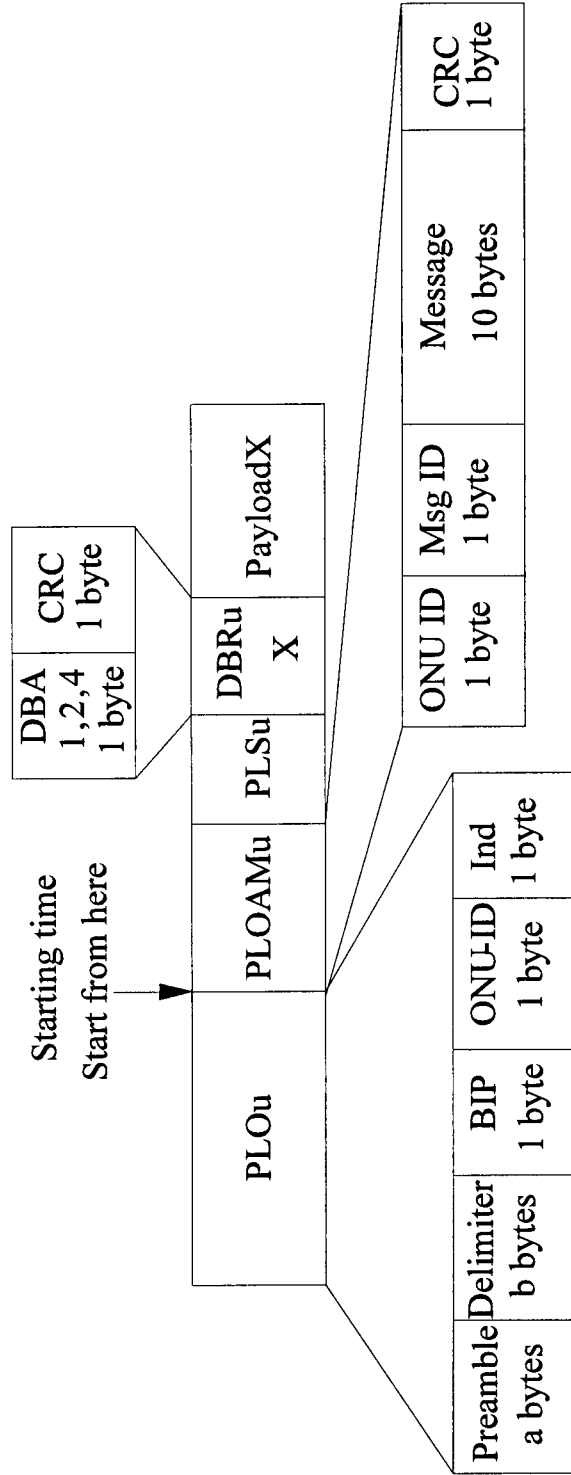 Starting time
Start from here
DBA
1,2,4
1 byte
CRC
1 byte
PLOu
PLOAMu
PLSu
DBRu
X
PayloadX
Preamble
a bytes
Delimiter
b bytes
BIP
1 byte
ONU-ID
1 byte
Ind
1 byte
ONU ID
1 byte
Msg ID
1 byte
Message
10 bytes
CRC
1 byte